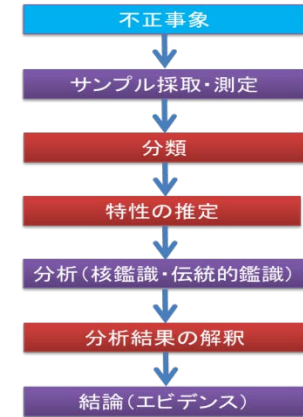 不正事象
サンプル採取・測定
分類
特性の推定
分析(核鑑識・伝統的鑑識)
分析結果の解釈
結論(エビデンス)